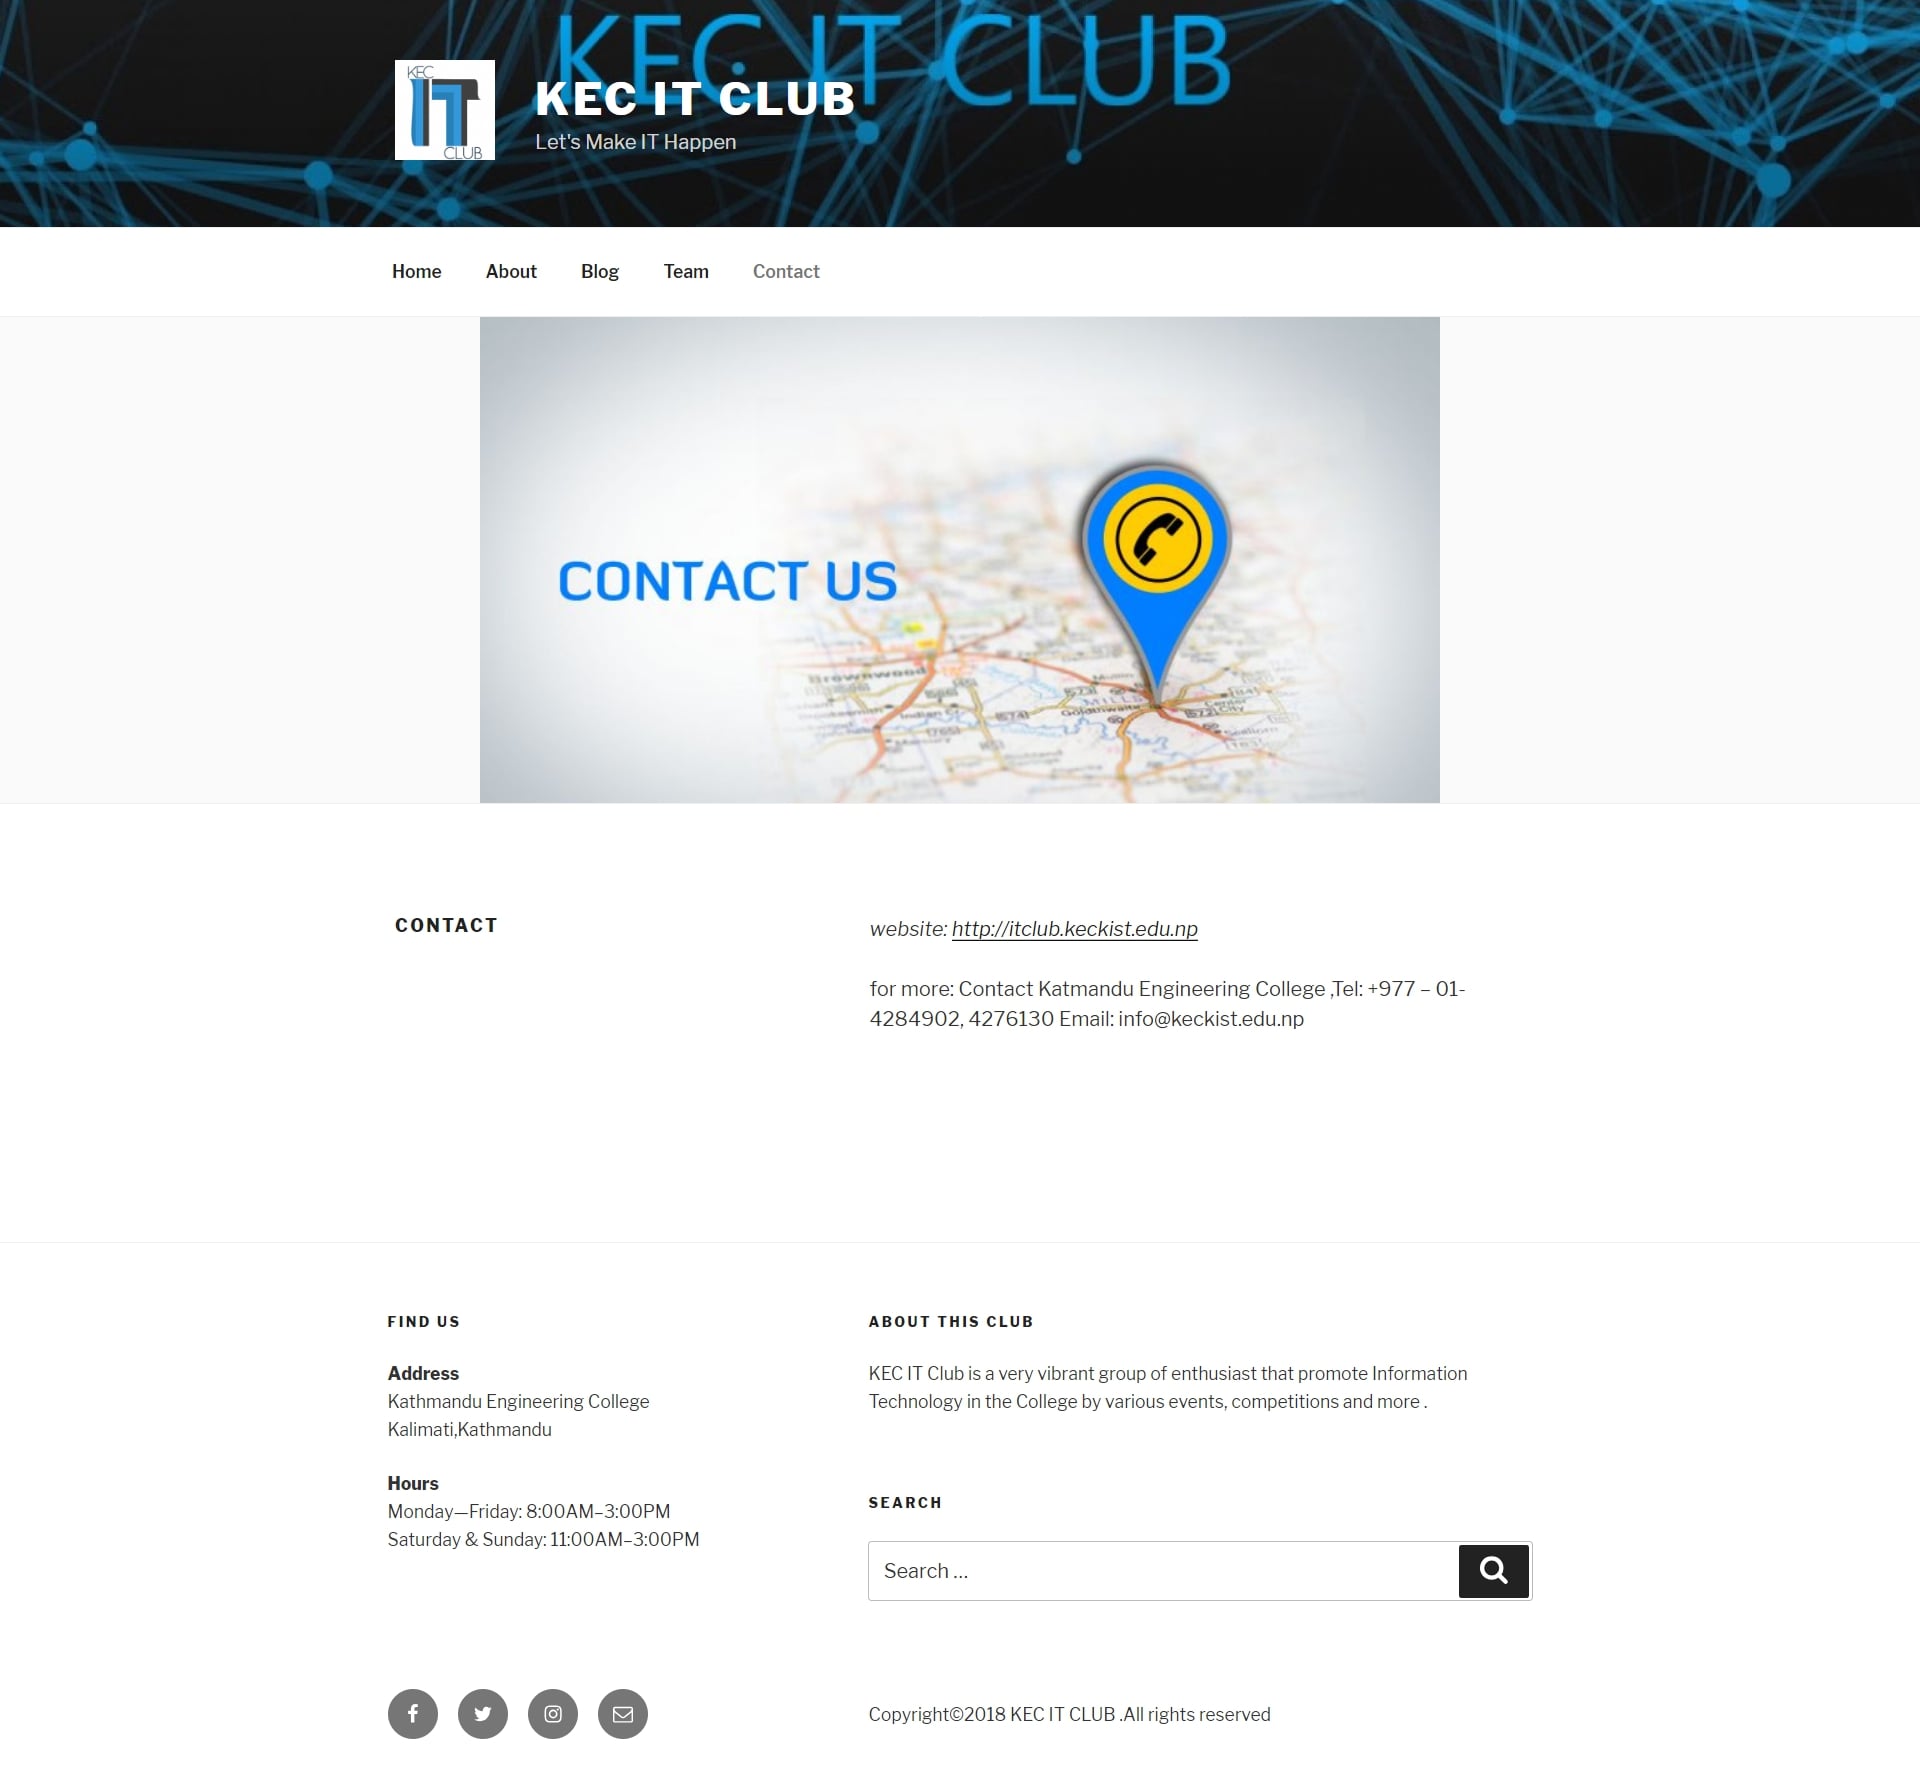 KEC IT CLUB
KEC
IT
CLUB
KEC IT CLUB
Let's Make IT Happen
Home
About
Blog
Team
Contact
CONTACT US
Brownwood
MILLS
Goldthwaite
Center
City
CONTACT
website: http://itclub.keckist.edu.np
for more: Contact Katmandu Engineering College ,Tel: +977 – 01-
4284902, 4276130 Email: info@keckist.edu.np
FIND US
Address
Kathmandu Engineering College
Kalimati,Kathmandu
Hours
Monday—Friday: 8:00AM–3:00PM
Saturday & Sunday: 11:00AM–3:00PM
ABOUT THIS CLUB
KEC IT Club is a very vibrant group of enthusiast that promote Information
Technology in the College by various events, competitions and more .
SEARCH
Search …
Copyright©2018 KEC IT CLUB .All rights reserved